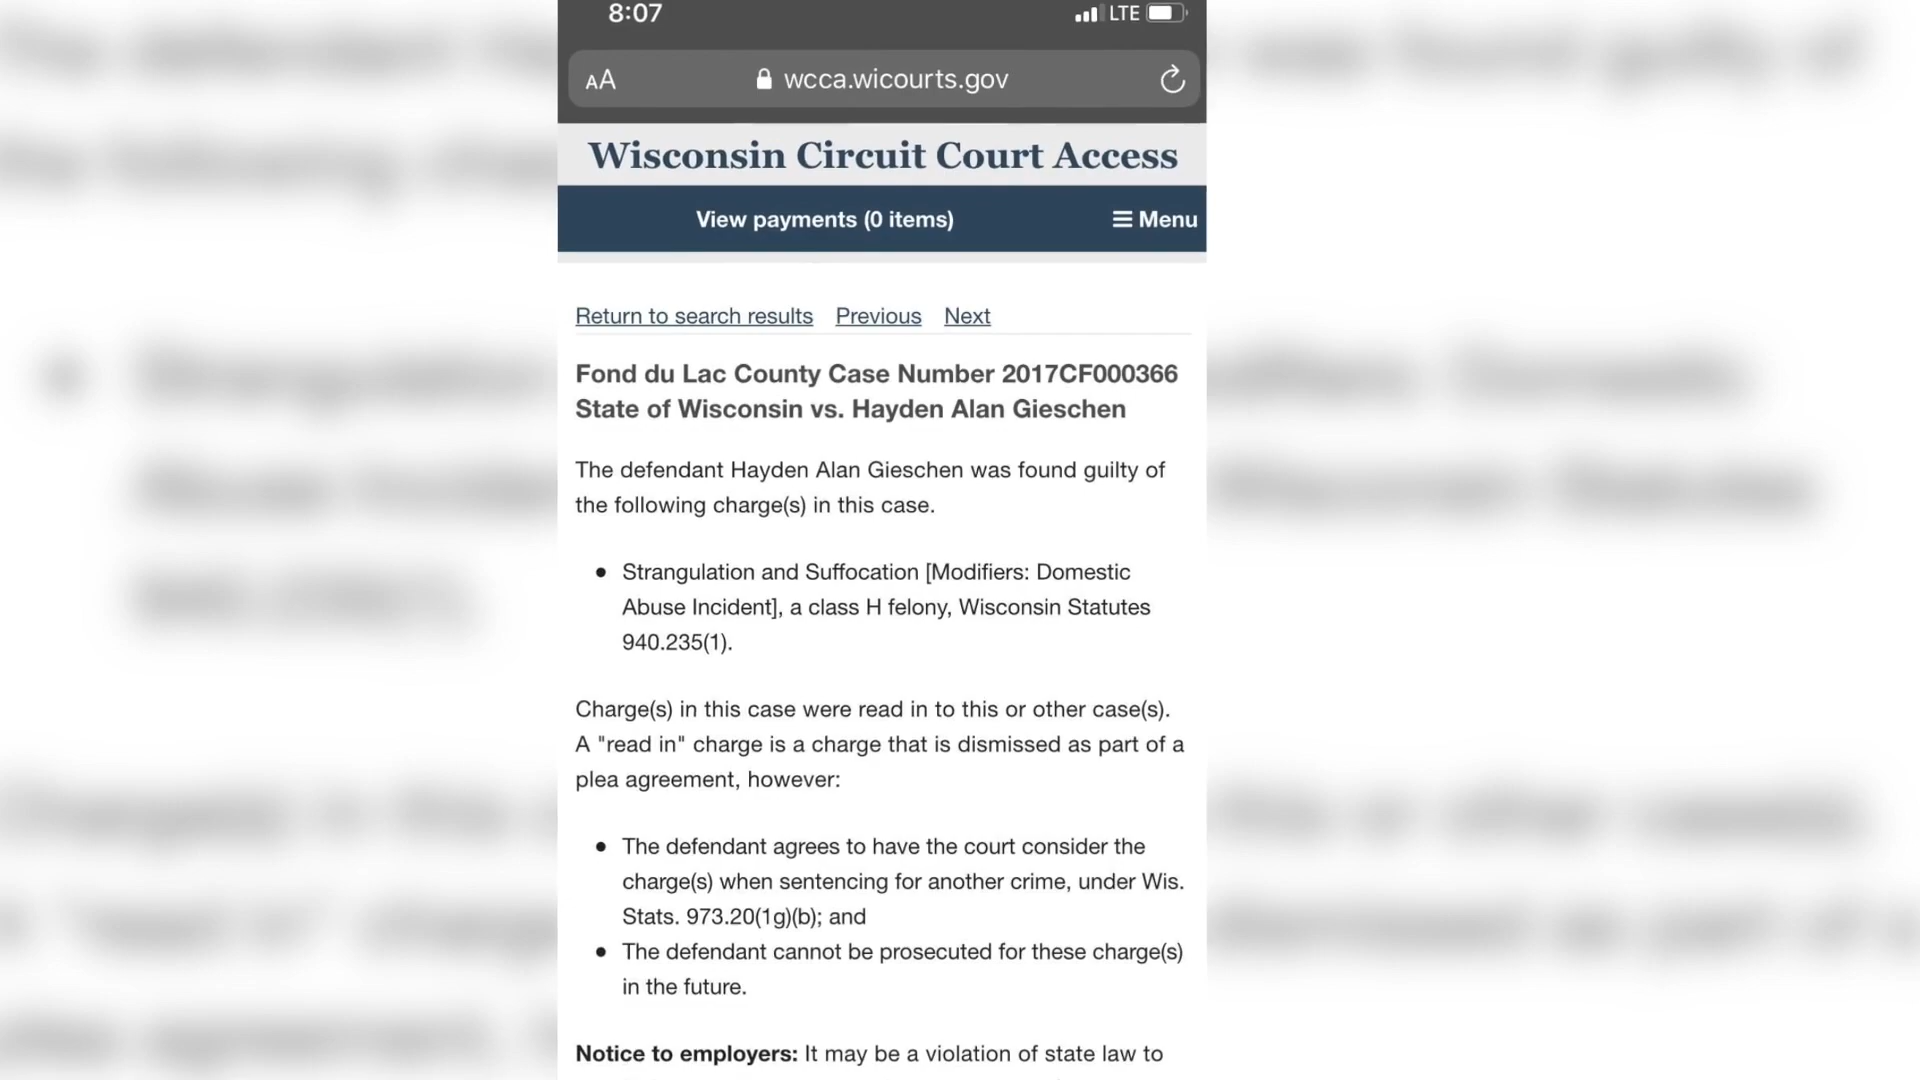 8:07 LTE
AA wcca.wicourts.gov
Wisconsin Circuit Court Access
View payments (0 items) Menu
Return to search results Previous Next
Fond du Lac County Case Number 2017CF000366
State of Wisconsin vs. Hayden Alan Gieschen
The defendant Hayden Alan Gieschen was found guilty of
the following charge(s) in this case.
• Strangulation and Suffocation [Modifiers: Domestic
Abuse Incident], a class H felony, Wisconsin Statutes
940.235(1).
Charge(s) in this case were read in to this or other case(s).
A "read in" charge is a charge that is dismissed as part of a
plea agreement, however:
• The defendant agrees to have the court consider the
charge(s) when sentencing for another crime, under Wis.
Stats. 973.20(1g)(b); and
• The defendant cannot be prosecuted for these charge(s)
in the future.
Notice to employers: It may be a violation of state law to